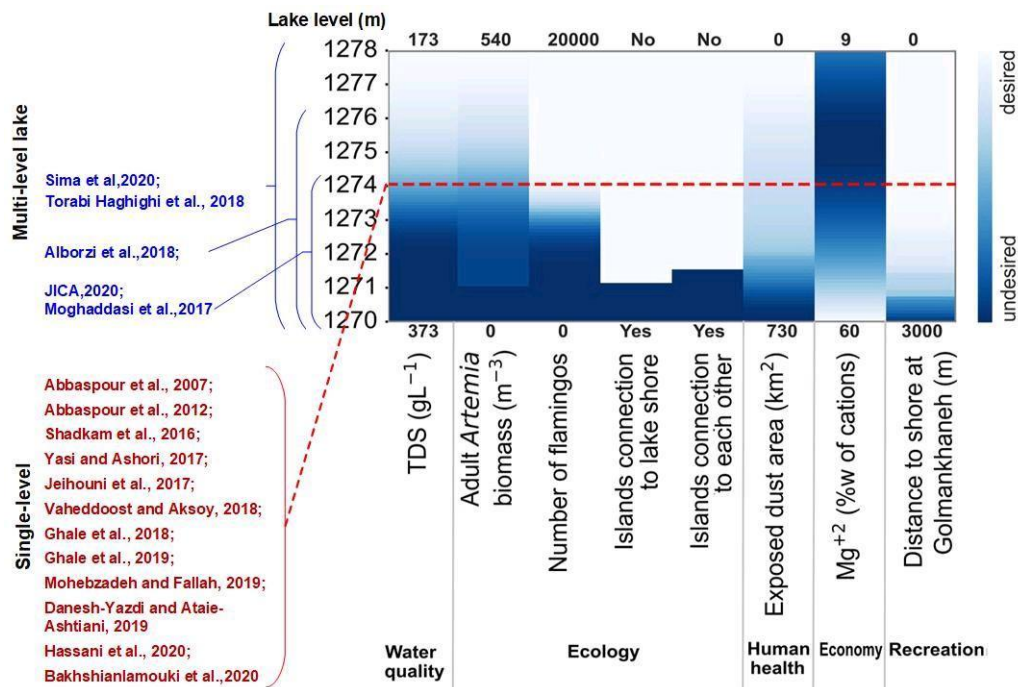 Lake level (m)
173 540 20000 No No 0 9 0
1278
1277
1276
1275
1274
1273
1272
1271
1270
373 0 0 Yes Yes 730 60 3000
desired
undesired
Multi-level lake
Sima et al,2020;
Torabi Haghighi et al., 2018
Alborzi et al.,2018;
JICA,2020;
Moghaddasi et al.,2017
Single-level
Abbaspour et al., 2007;
Abbaspour et al., 2012;
Shadkam et al., 2016;
Yasi and Ashori, 2017;
Jeihouni et al., 2017;
Vaheddoost and Aksoy, 2018;
Ghale et al., 2018;
Ghale et al., 2019;
Mohebzadeh and Fallah, 2019;
Danesh-Yazdi and Ataie-
Ashtiani, 2019
Hassani et al., 2020;
Bakhshianlamouki et al.,2020
TDS (gL⁻¹)
Adult Artemia
biomass (m⁻³)
Number of flamingos
Islands connection
to lake shore
Islands connection
to each other
Exposed dust area (km²)
Mg⁺² (%w of cations)
Distance to shore at
Golmankhaneh (m)
Water
quality
Ecology
Human
health
Economy
Recreation